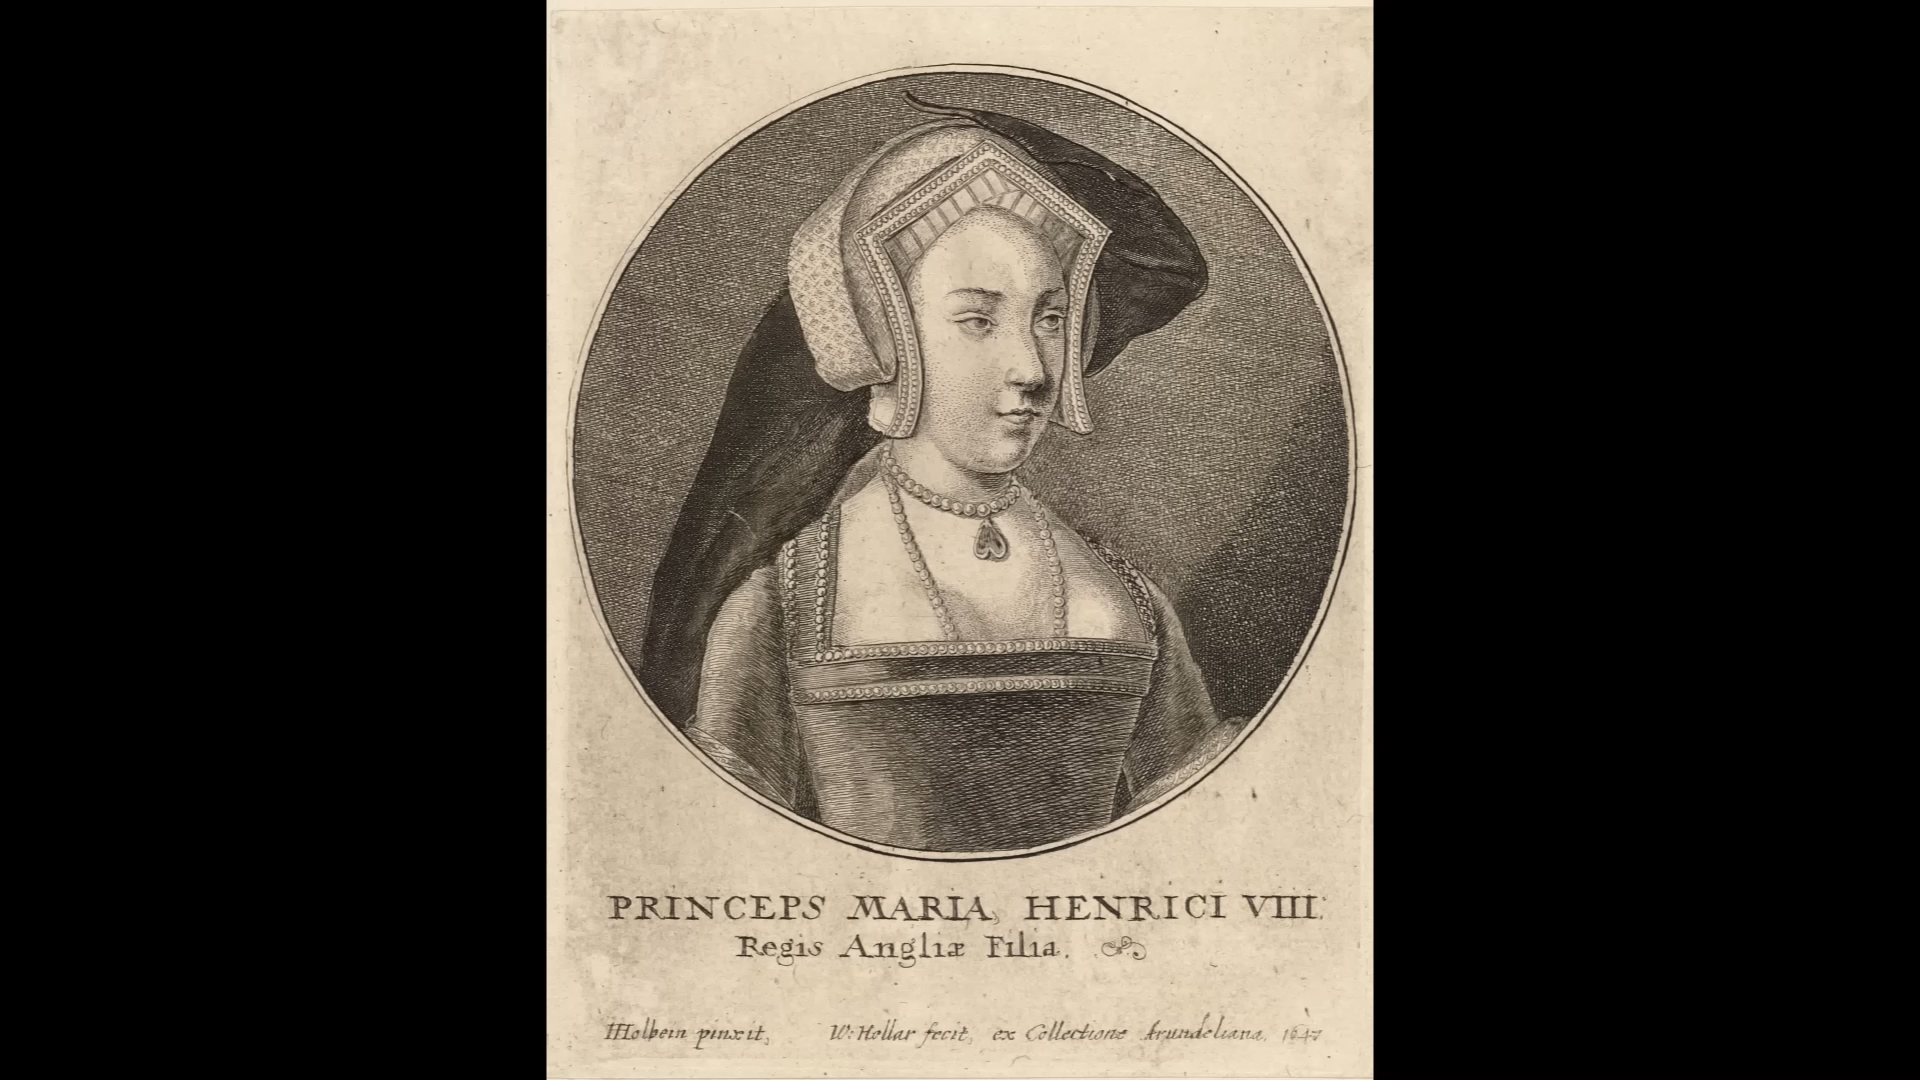 PRINCEPS MARIA, HENRICI VIII.
Regis Angliæ Filia.
HHolbein pinxit, W: Hollar fecit, ex Collectione Arundeliana, 1647